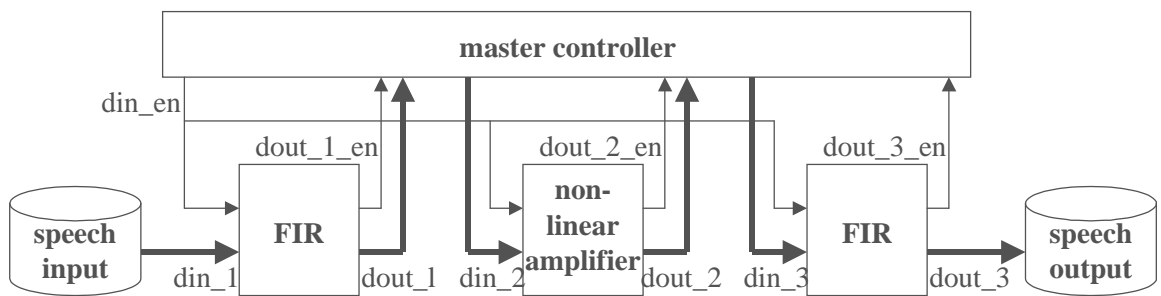 master controller
din_en
dout_1_en
dout_2_en
dout_3_en
speech
input
FIR
non-
linear
amplifier
FIR
speech
output
din_1
dout_1
din_2
dout_2
din_3
dout_3